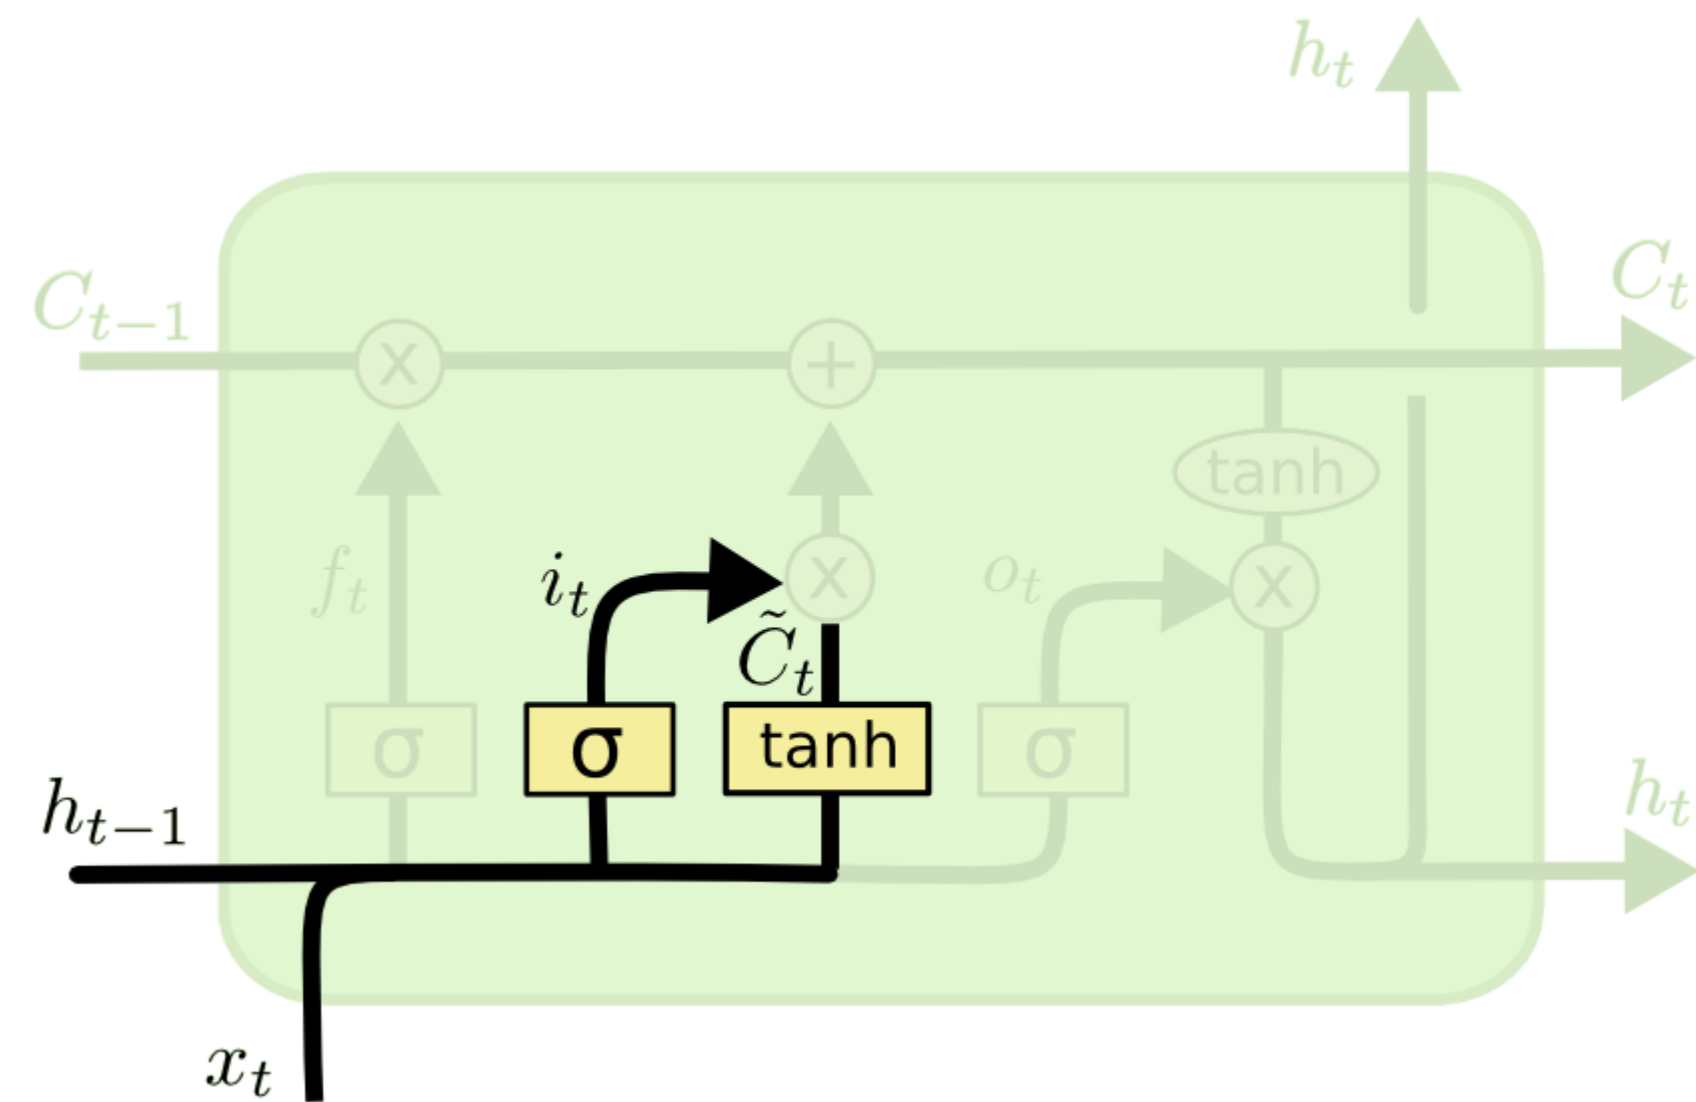 h_t
C_{t-1}
C_t
x
+
tanh
f_t
i_t
x
o_t
x
C̃_t
σ
σ
tanh
σ
h_{t-1}
h_t
x_t